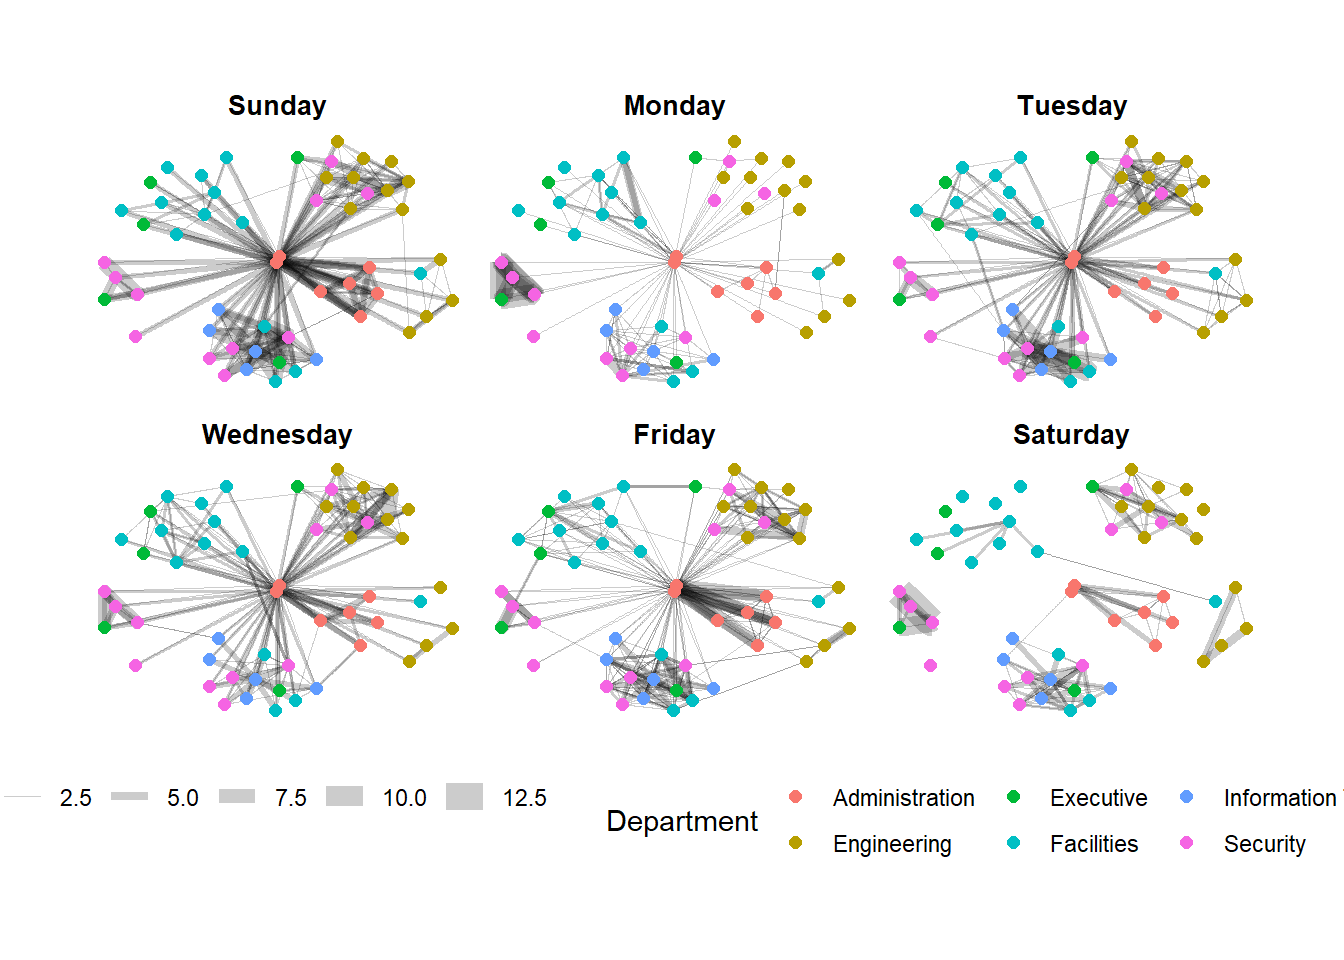 Sunday Monday Tuesday
Wednesday Friday Saturday
2.5 5.0 7.5 10.0 12.5
Department
Administration Executive Information
Engineering Facilities Security